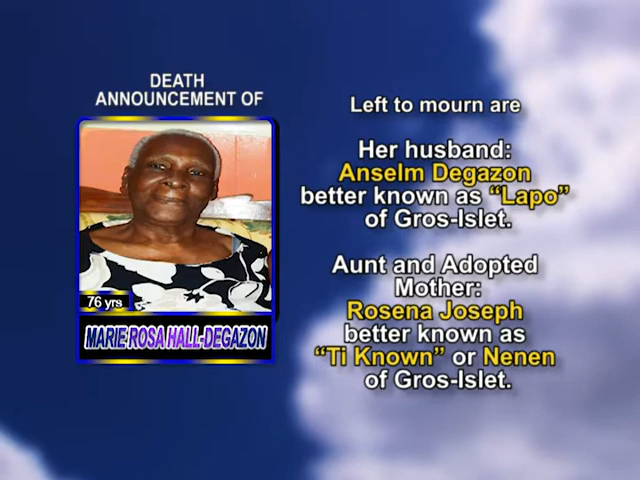 DEATH
ANNOUNCEMENT OF
76 yrs
MARIE ROSA HALL-DEGAZON
Left to mourn are
Her husband:
Anselm Degazon
better known as “Lapo”
of Gros-Islet.
Aunt and Adopted
Mother:
Rosena Joseph
better known as
“Ti Known” or Nenen
of Gros-Islet.